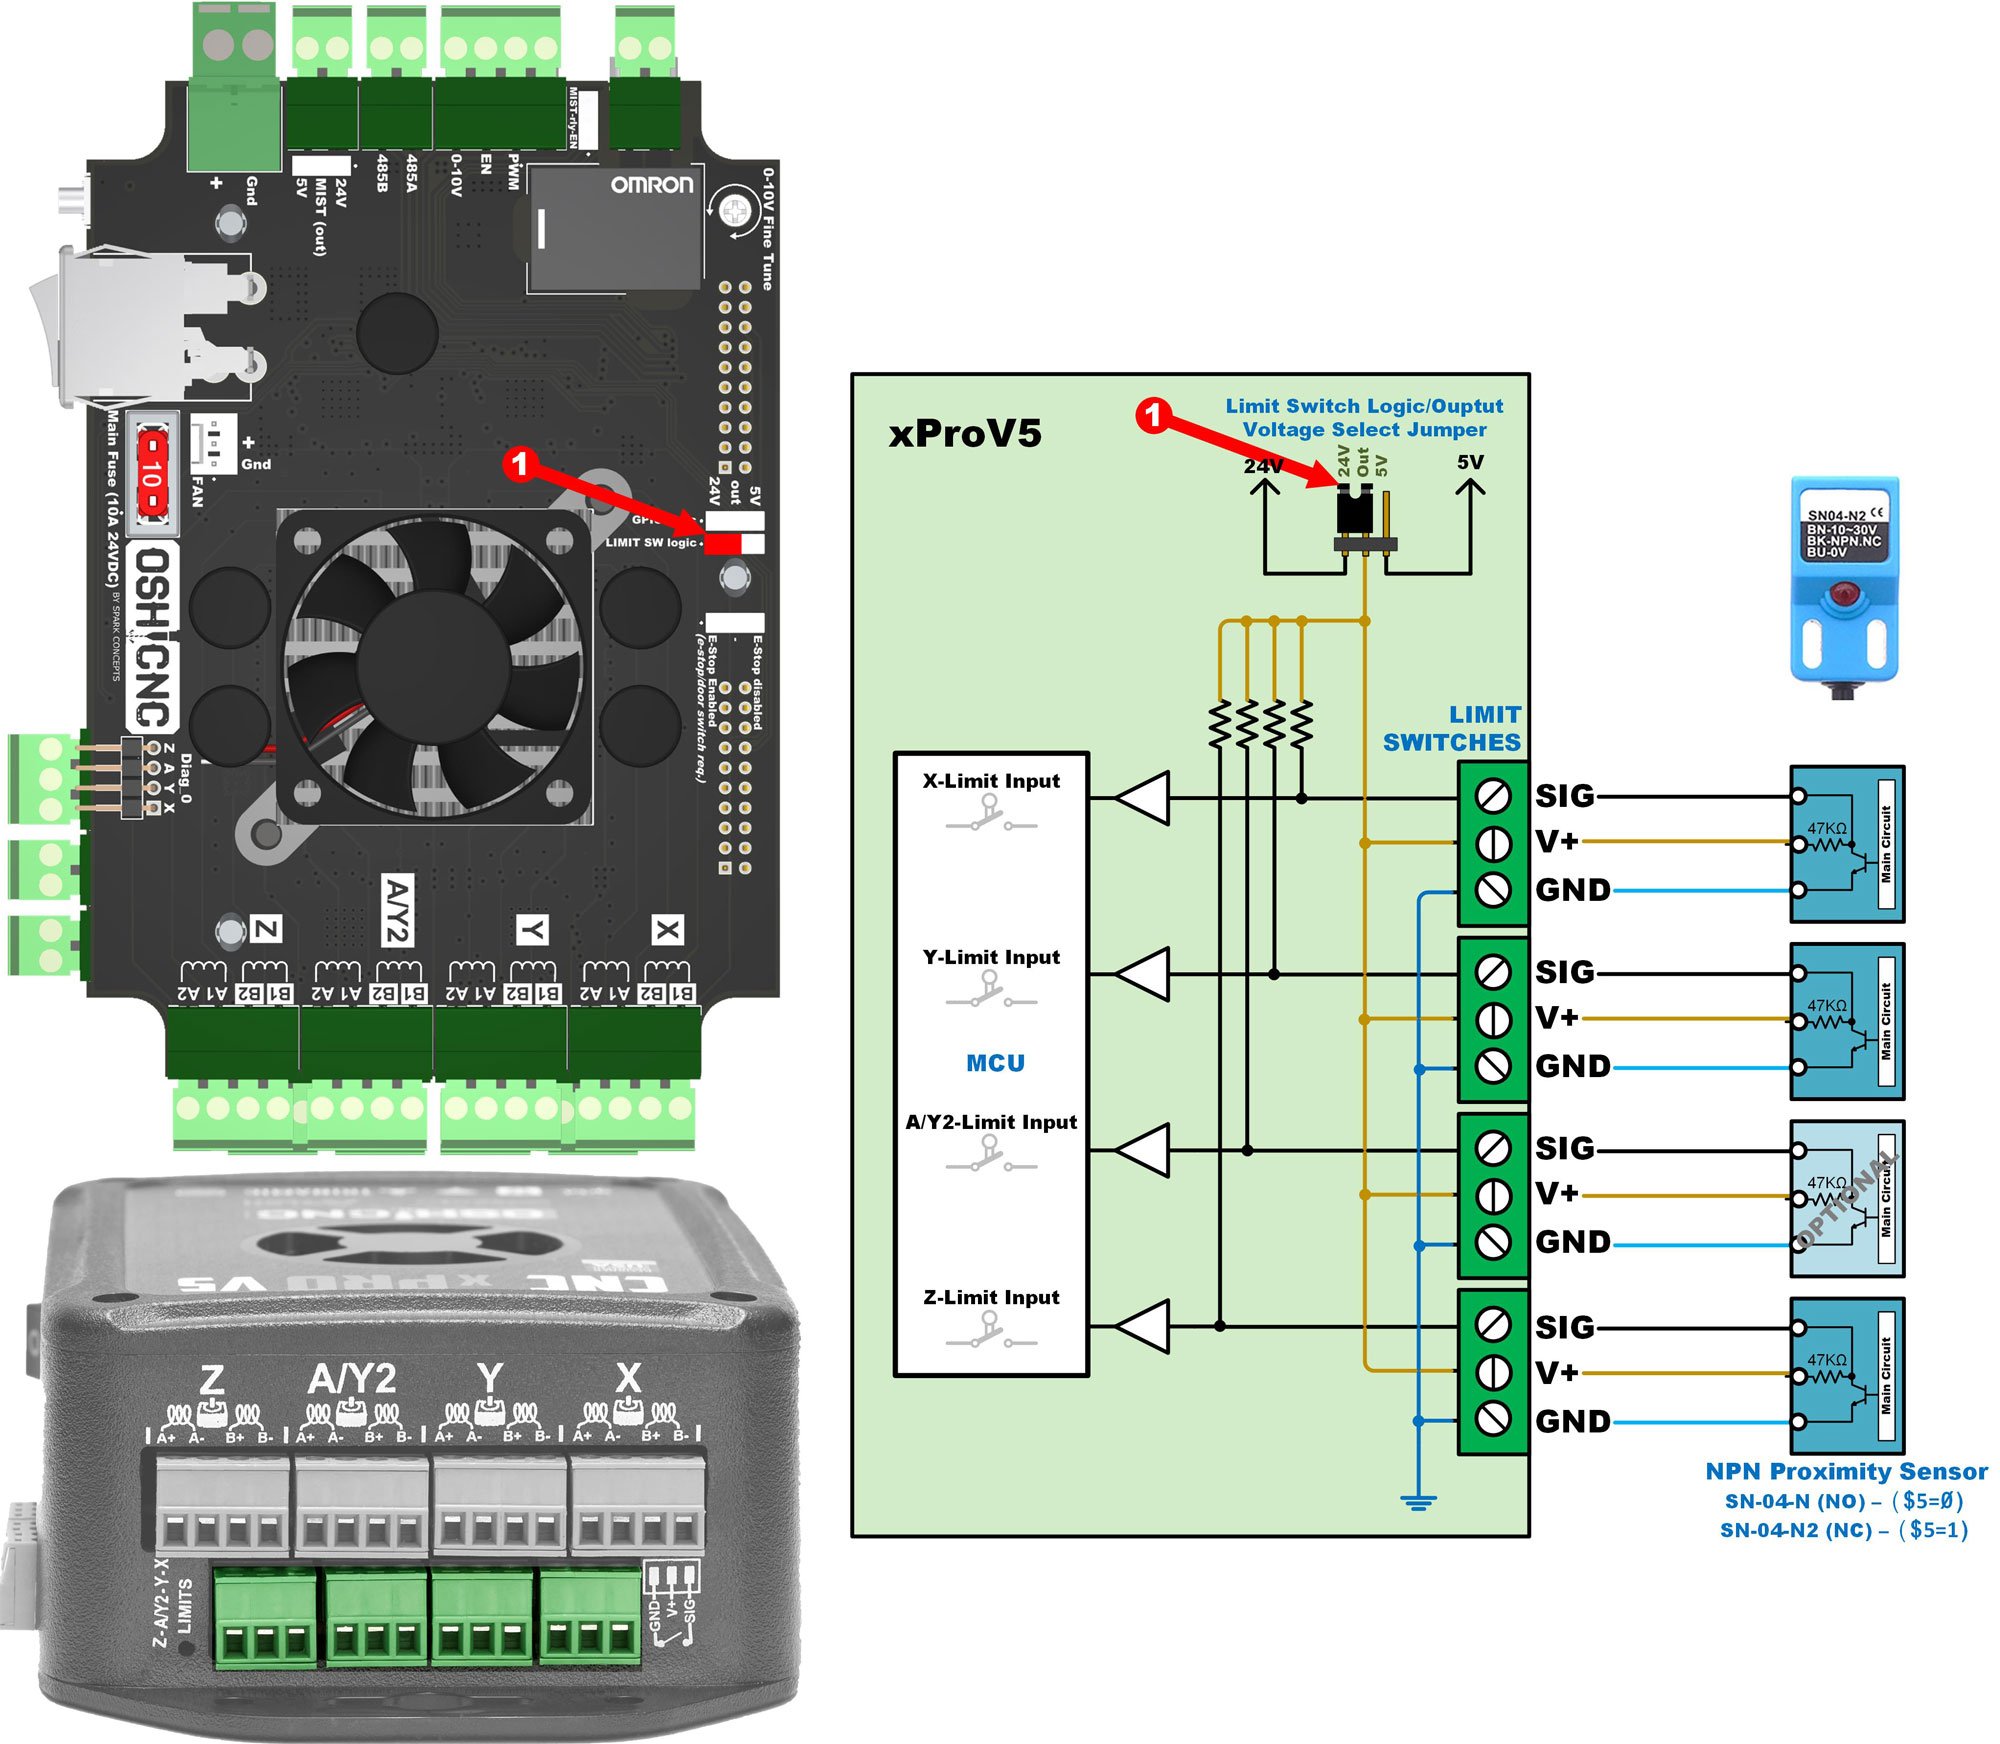 MIST-rly-EN
5V
MIST (out)
24V
485B
485A
0-10V
EN
PWM
+
Gnd
OMRON
0-10V Fine Tune
Main Fuse (10A 24VDC)
10
FAN
+
Gnd
1
24V
out
5V
LIMIT SW logic
OSHCNC
BY SPARK CONCEPTS
E-Stop Enabled
(e-stop/door switch req.)
-
E-Stop disabled
Z
A
Y
X
Diag_0
Z
A/Y2
Y
X
A2
A1
B2
B1
A2
A1
B2
B1
A2
A1
B2
B1
A2
A1
B2
B1
CNC xPRO V5
Z
A/Y2
Y
X
A+ A- B+ B-
A+ A- B+ B-
A+ A- B+ B-
A+ A- B+ B-
Z-A/Y2-Y-X
LIMITS
GND
V+
SIG
xProV5
1
Limit Switch Logic/Ouptut
Voltage Select Jumper
24V
24V
Out
5V
5V
LIMIT
SWITCHES
X-Limit Input
Y-Limit Input
MCU
A/Y2-Limit Input
Z-Limit Input
SIG
V+
GND
SIG
V+
GND
SIG
V+
GND
SIG
V+
GND
SN04-N2 CE
BN-10~30V
BK-NPN.NC
BU-0V
47KΩ
Main Circuit
47KΩ
Main Circuit
47KΩ
Main Circuit
OPTIONAL
47KΩ
Main Circuit
NPN Proximity Sensor
SN-04-N (NO) – ($5=0)
SN-04-N2 (NC) – ($5=1)